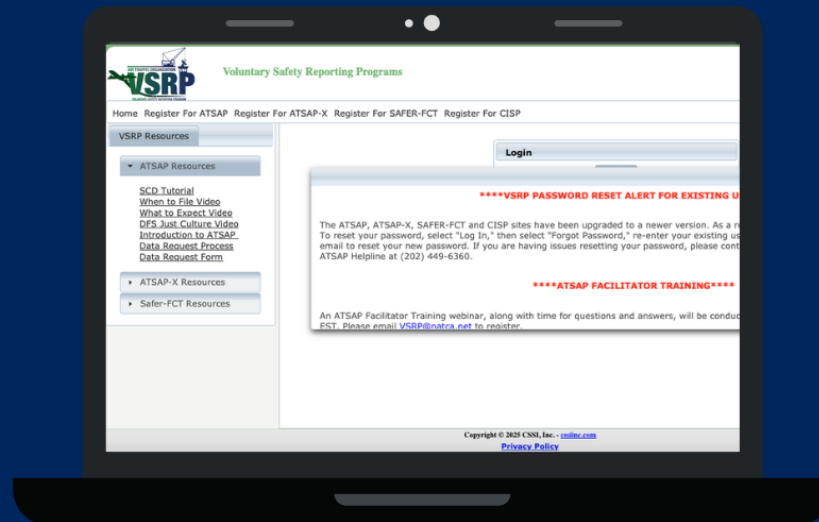 AIR TRAFFIC ORGANIZATION
VSRP
VOLUNTARY SAFETY REPORTING PROGRAMS
Voluntary Safety Reporting Programs
Home Register For ATSAP Register For ATSAP-X Register For SAFER-FCT Register For CISP
VSRP Resources
ATSAP Resources
SCD Tutorial
When to File Video
What to Expect Video
DFS Just Culture Video
Introduction to ATSAP
Data Request Process
Data Request Form
ATSAP-X Resources
Safer-FCT Resources
Login
****VSRP PASSWORD RESET ALERT FOR EXISTING U
The ATSAP, ATSAP-X, SAFER-FCT and CISP sites have been upgraded to a newer version. As a r
To reset your password, select "Log In," then select "Forgot Password," re-enter your existing us
email to reset your new password. If you are having issues resetting your password, please cont
ATSAP Helpline at (202) 449-6360.
****ATSAP FACILITATOR TRAINING****
An ATSAP Facilitator Training webinar, along with time for questions and answers, will be conduc
EST. Please email VSRP@natca.net to register.
Copyright © 2025 CSSI, Inc. - cssiinc.com
Privacy Policy